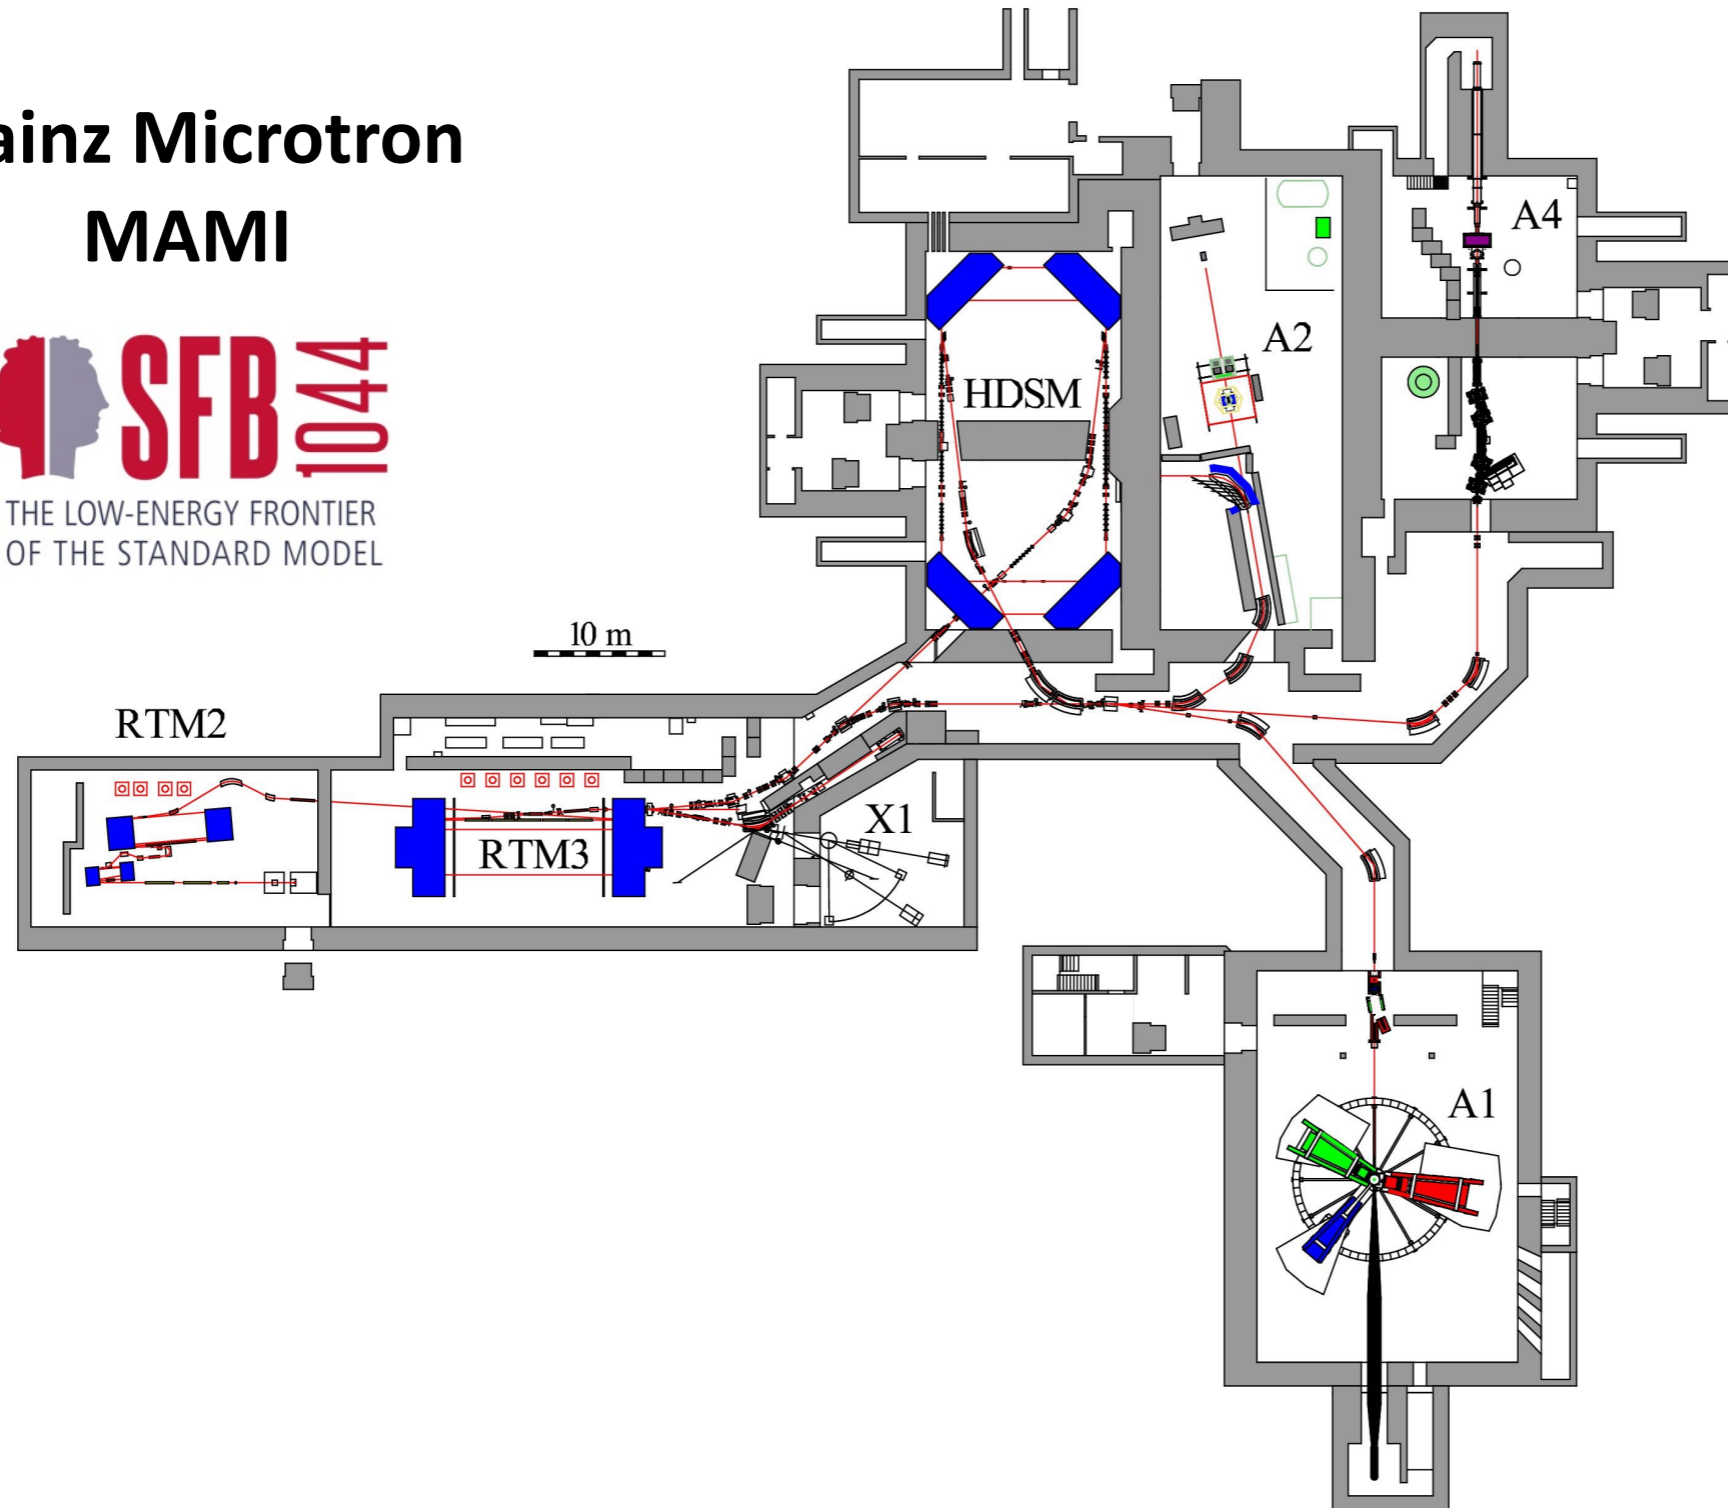 ainz Microtron
MAMI
SFB 1044
THE LOW-ENERGY FRONTIER
OF THE STANDARD MODEL
A4
A2
HDSM
10 m
RTM2
RTM3
X1
A1